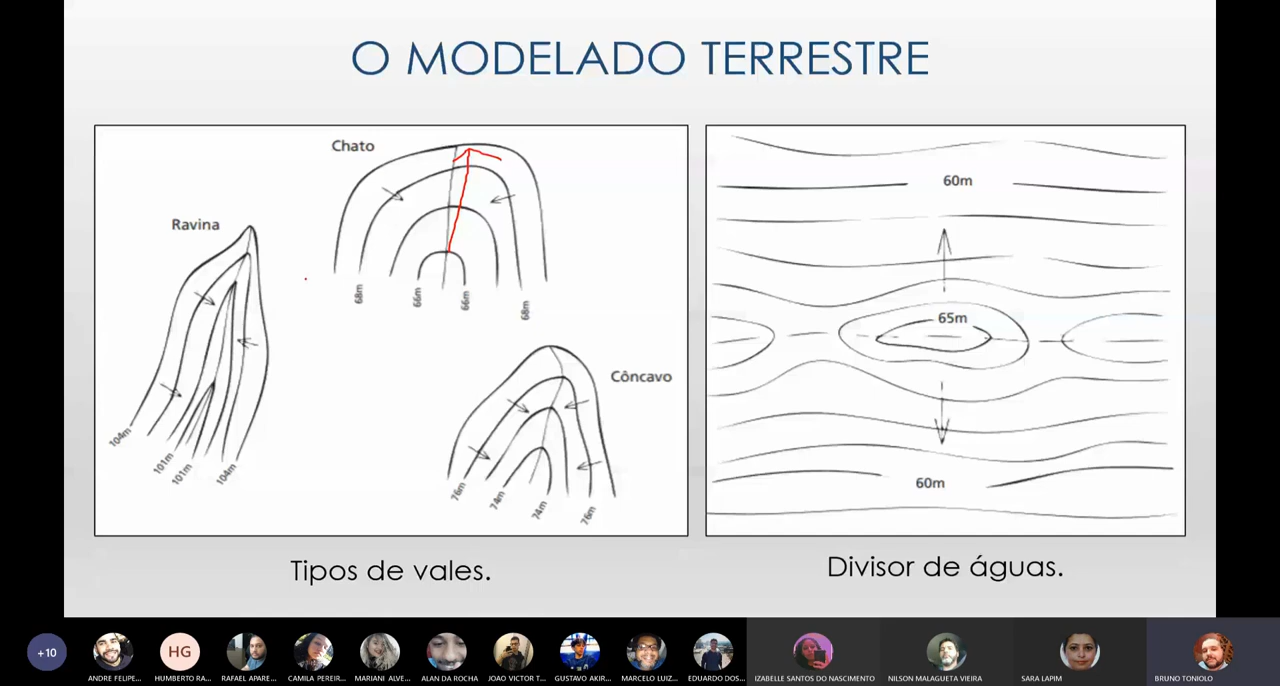 O MODELADO TERRESTRE
Chato
Ravina
68m
66m
66m
68m
Côncavo
104m
101m
101m
104m
76m
74m
74m
76m
60m
65m
60m
Tipos de vales.
Divisor de águas.
+10
ANDRE FELIPE...
HG
HUMBERTO RA...
RAFAEL APARE...
CAMILA PEREIR...
MARIANI ALVE...
ALAN DA ROCHA
JOAO VICTOR T...
GUSTAVO AKIR...
MARCELO LUIZ...
EDUARDO DOS...
IZABELLE SANTOS DO NASCIMENTO
NILSON MALAGUETA VIEIRA
SARA LAPIM
BRUNO TONIOLO